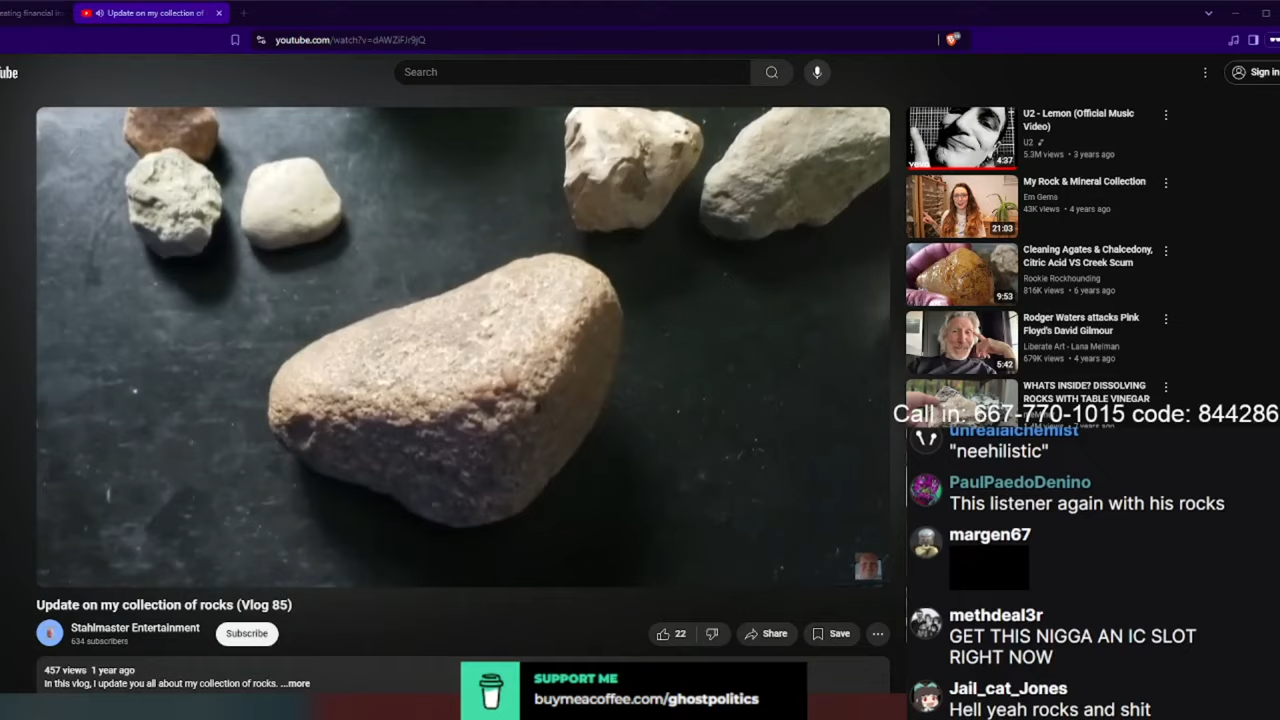 eating financial in
Update on my collection of
youtube.com/watch?v=dAWZiFJr9jQ
ube
Search
Sign in
U2 - Lemon (Official Music
Video)
U2
5.3M views • 3 years ago
vevo
4:37
My Rock & Mineral Collection
Em Gems
43K views • 4 years ago
21:03
Cleaning Agates & Chalcedony,
Citric Acid VS Creek Scum
Rookie Rockhounding
816K views • 6 years ago
9:53
Rodger Waters attacks Pink
Floyd's David Gilmour
Liberate Art - Lana Melman
679K views • 4 years ago
5:42
WHATS INSIDE? DISSOLVING
ROCKS WITH TABLE VINEGAR
Call in: 667-770-1015 code: 844286
unrealalchemist
"neehilistic"
PaulPaedoDenino
This listener again with his rocks
margen67
methdeal3r
GET THIS NIGGA AN IC SLOT
RIGHT NOW
Jail_cat_Jones
Hell yeah rocks and shit
Update on my collection of rocks (Vlog 85)
Stahlmaster Entertainment
634 subscribers
Subscribe
22
Share
Save
457 views 1 year ago
In this vlog, I update you all about my collection of rocks. ...more
SUPPORT ME
buymeacoffee.com/ghostpolitics